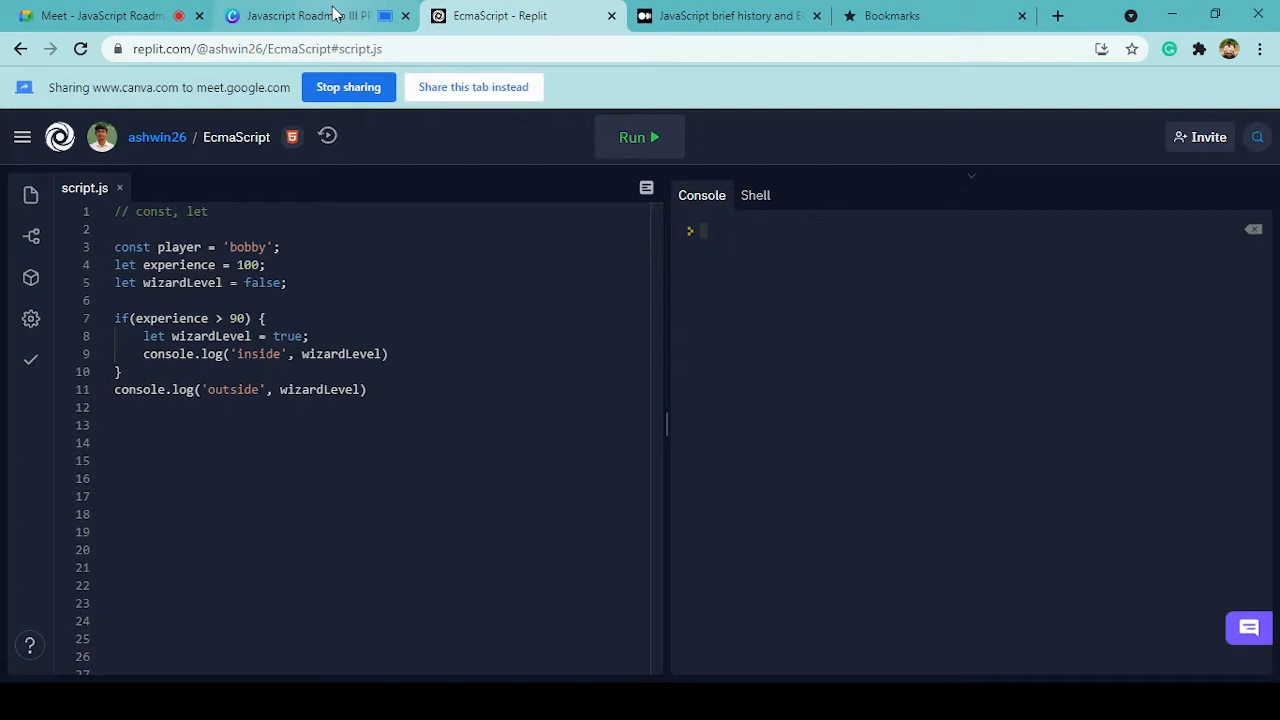 Meet - JavaScript Roadm
Javascript Roadm
III PP
EcmaScript - Replit
JavaScript brief history and Ec
Bookmarks
replit.com/@ashwin26/EcmaScript#script.js
Sharing www.canva.com to meet.google.com
Stop sharing
Share this tab instead
ashwin26 / EcmaScript
Run
Invite
script.js
Console
Shell
1 // const, let
2
3 const player = 'bobby';
4 let experience = 100;
5 let wizardLevel = false;
6
7 if(experience > 90) {
8 let wizardLevel = true;
9 console.log('inside', wizardLevel)
10 }
11 console.log('outside', wizardLevel)
12
13
14
15
16
17
18
19
20
21
22
23
24
25
26
27